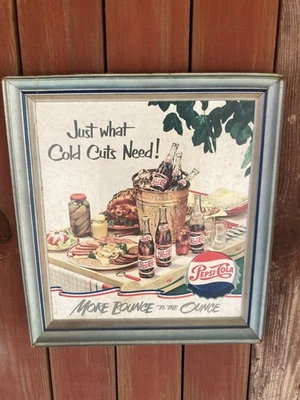 Just what
Cold Cuts Need!
PEPSI-COLA
MORE BOUNCE TO THE OUNCE